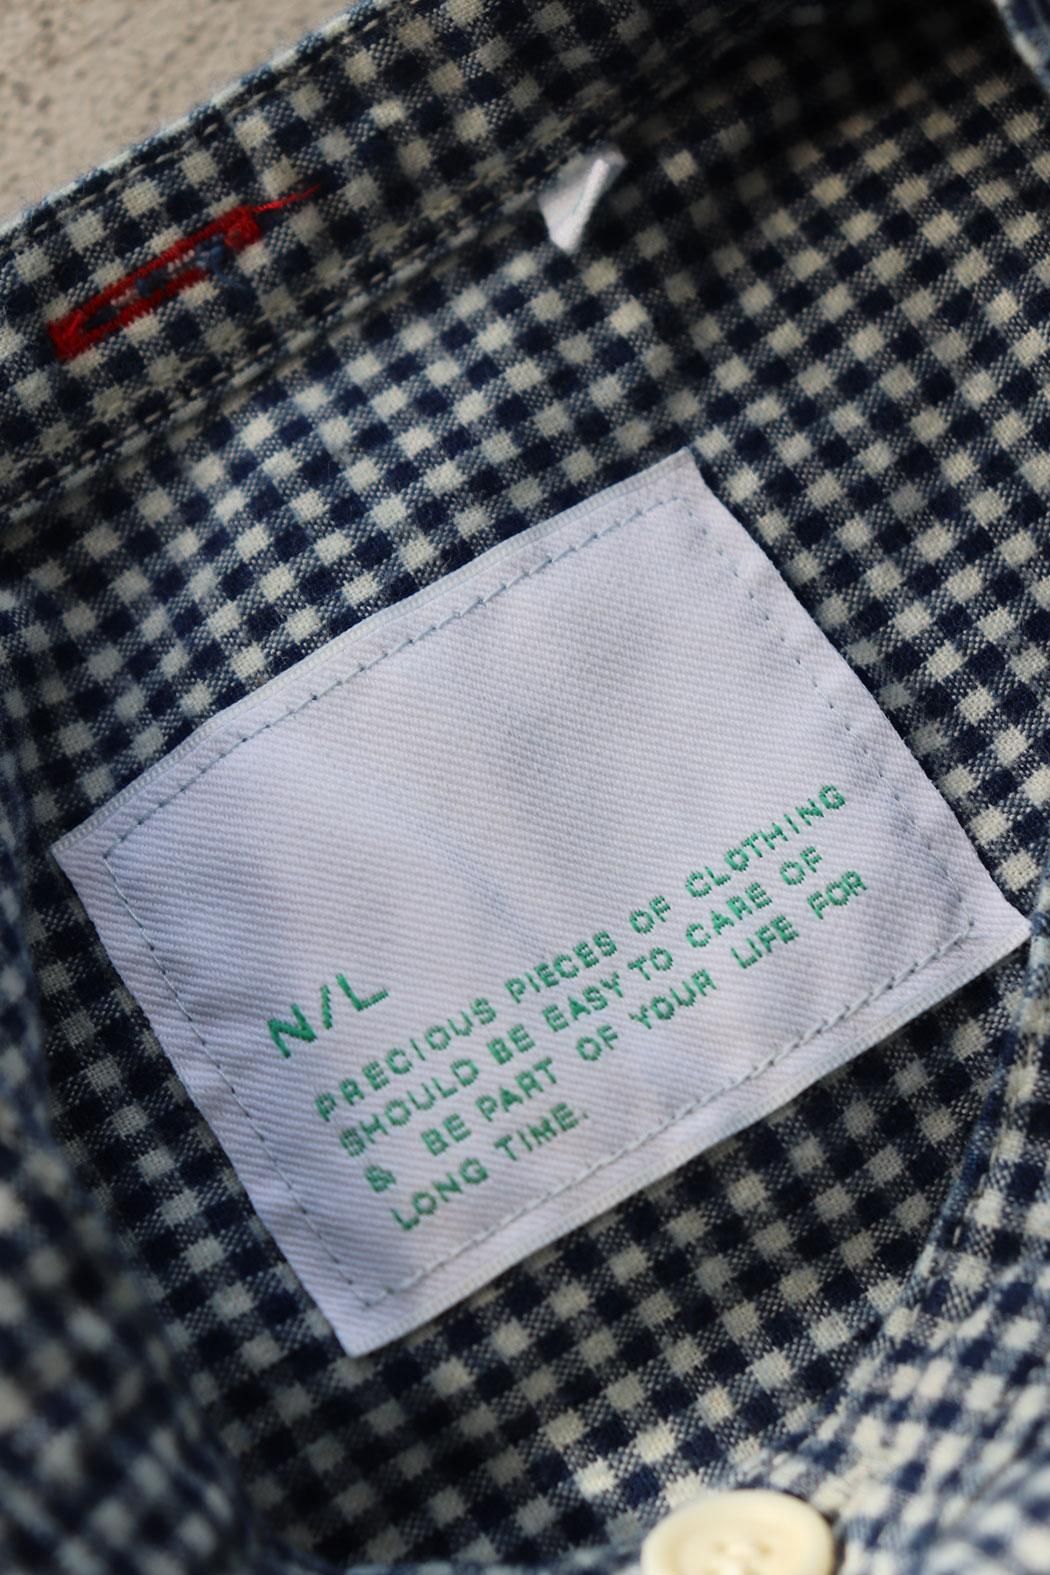 N/L
PRECIOUS PIECES OF CLOTHING
SHOULD BE EASY TO CARE OF
& BE PART OF YOUR LIFE FOR
LONG TIME.